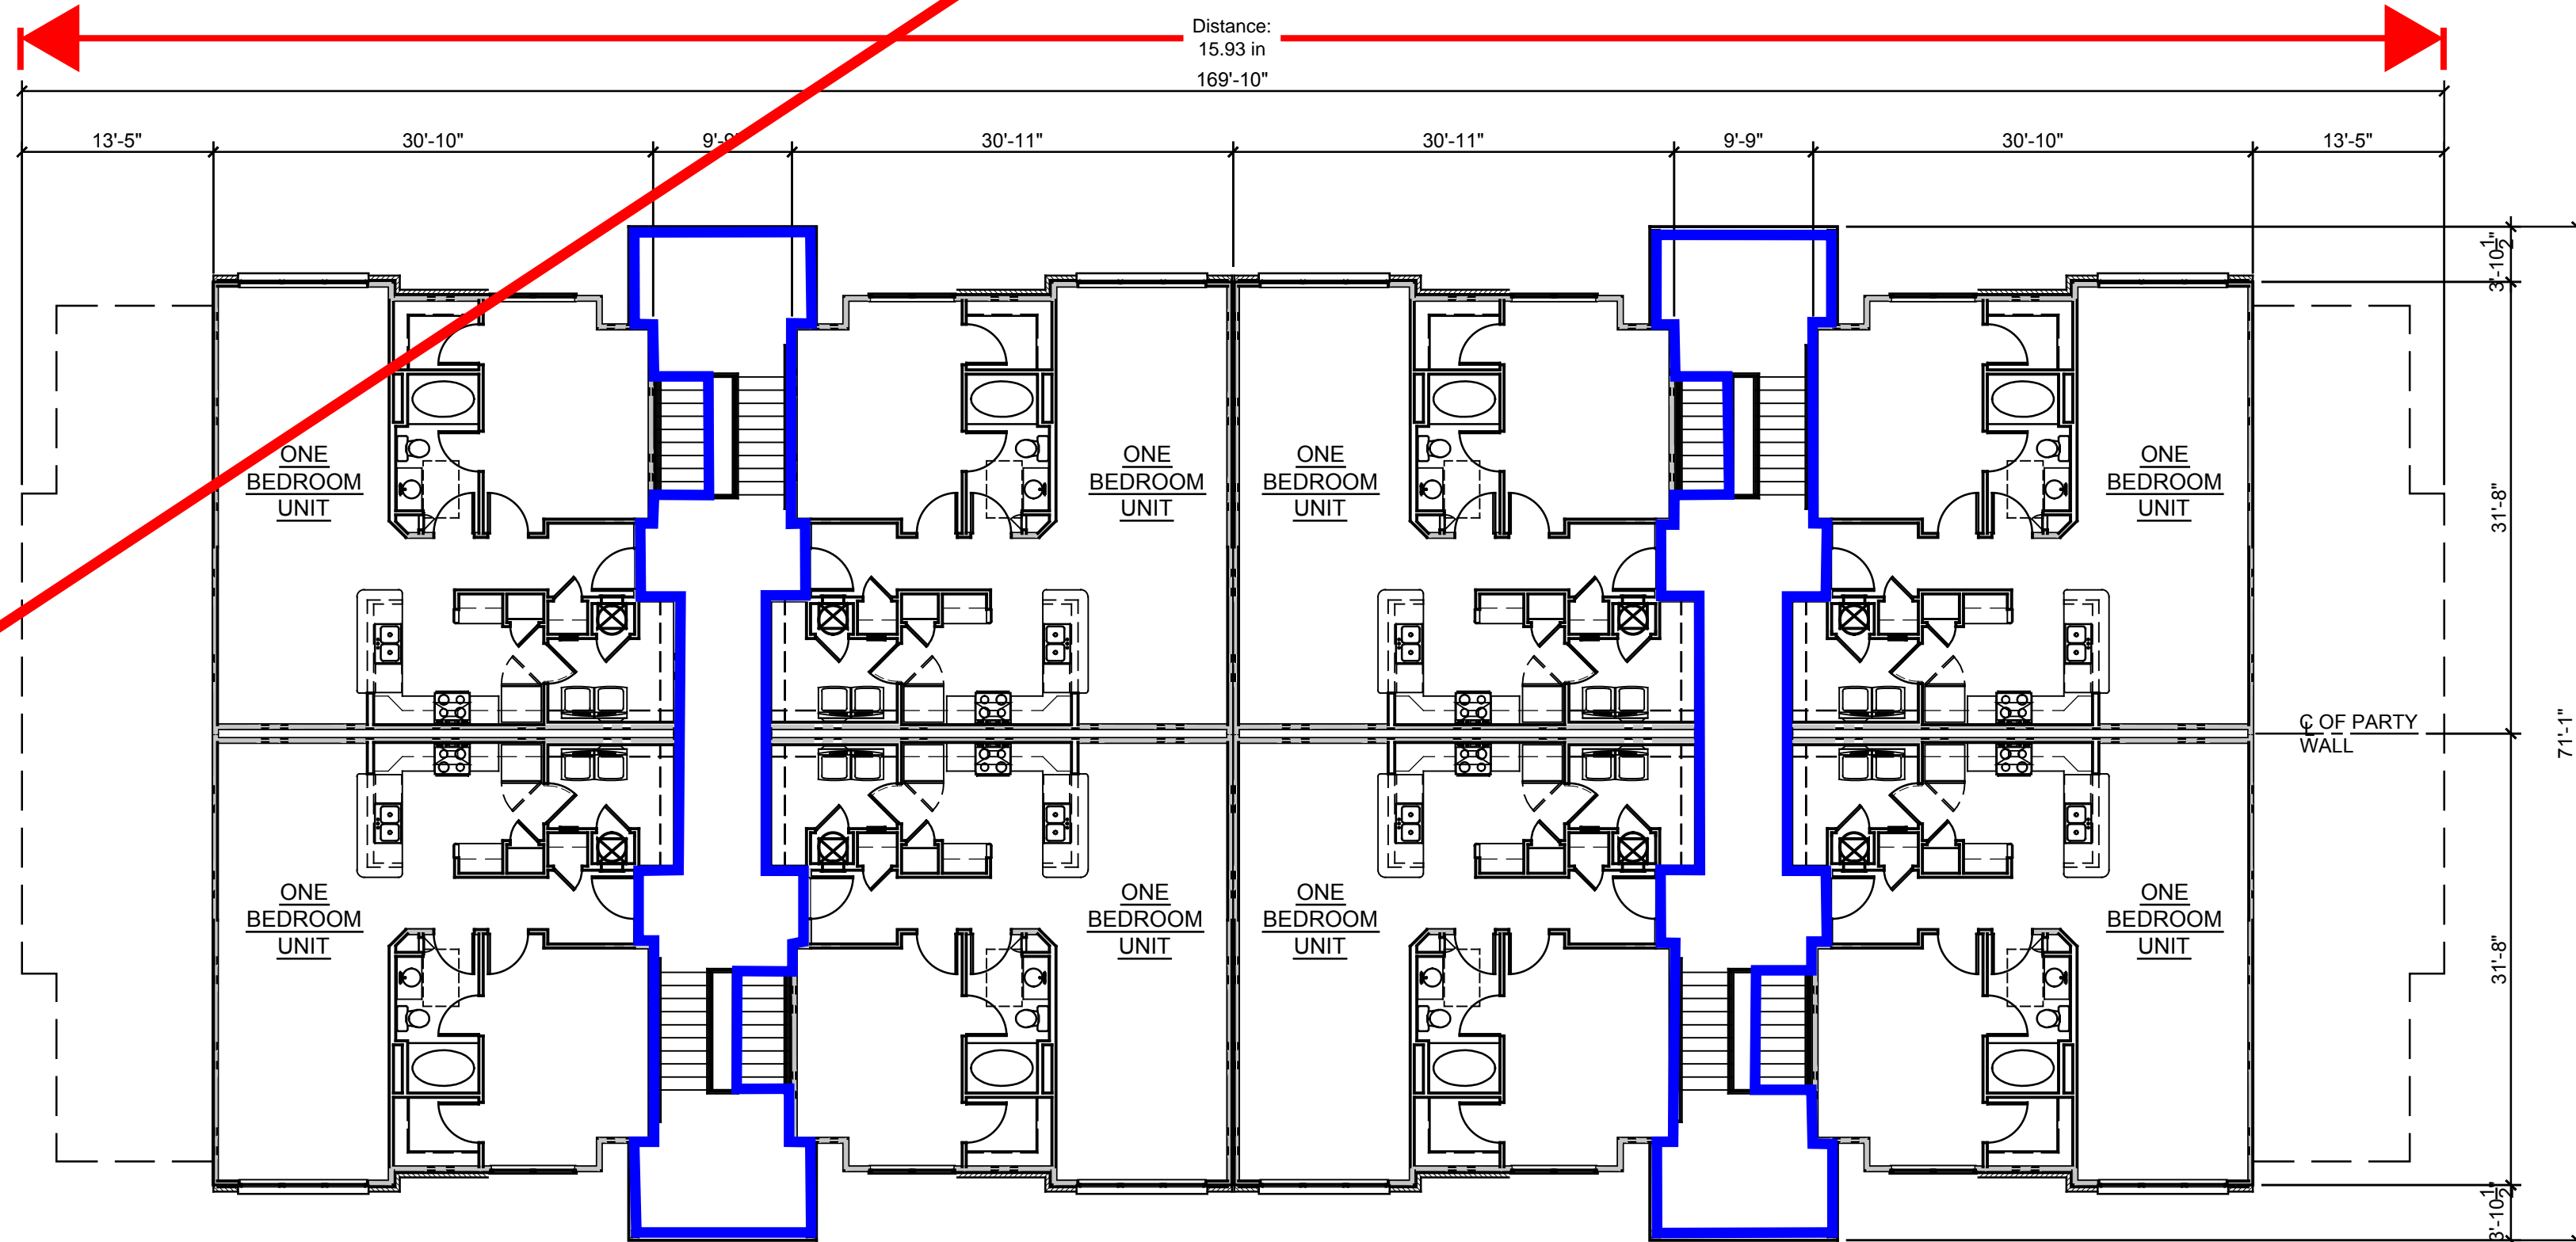 Distance:
15.93 in
169'-10"
13'-5"
30'-10"
9'-9"
30'-11"
30'-11"
9'-9"
30'-10"
13'-5"
3'-10 1/2"
ONE
BEDROOM
UNIT
ONE
BEDROOM
UNIT
ONE
BEDROOM
UNIT
ONE
BEDROOM
UNIT
31'-8"
℄ OF PARTY
WALL
71'-1"
ONE
BEDROOM
UNIT
ONE
BEDROOM
UNIT
ONE
BEDROOM
UNIT
ONE
BEDROOM
UNIT
31'-8"
3'-10 1/2"